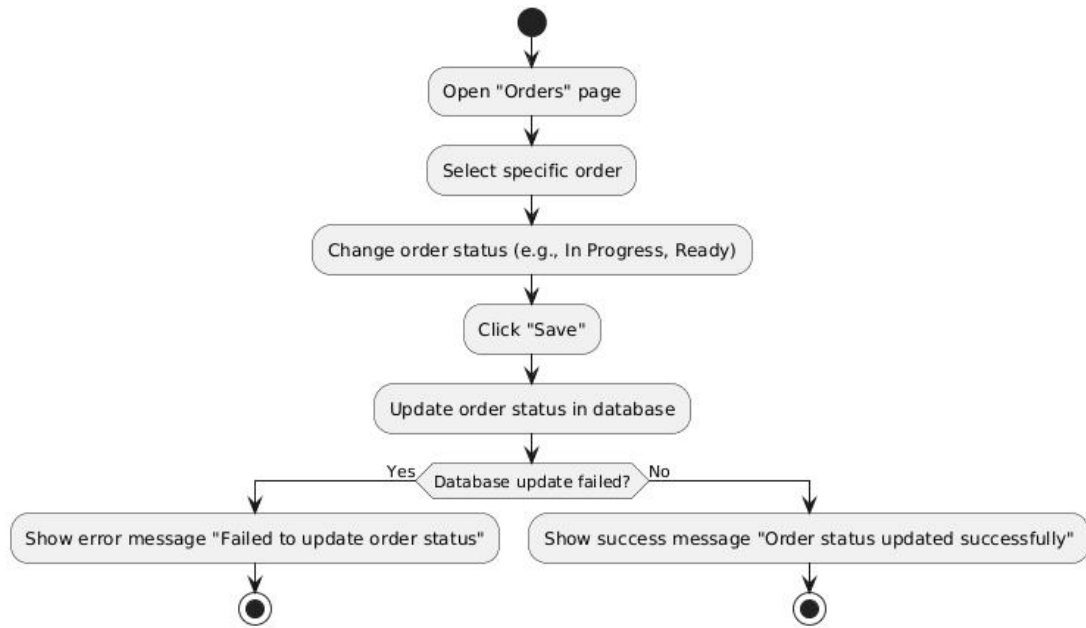 Open "Orders" page
Select specific order
Change order status (e.g., In Progress, Ready)
Click "Save"
Update order status in database
Yes
Database update failed?
No
Show error message "Failed to update order status"
Show success message "Order status updated successfully"